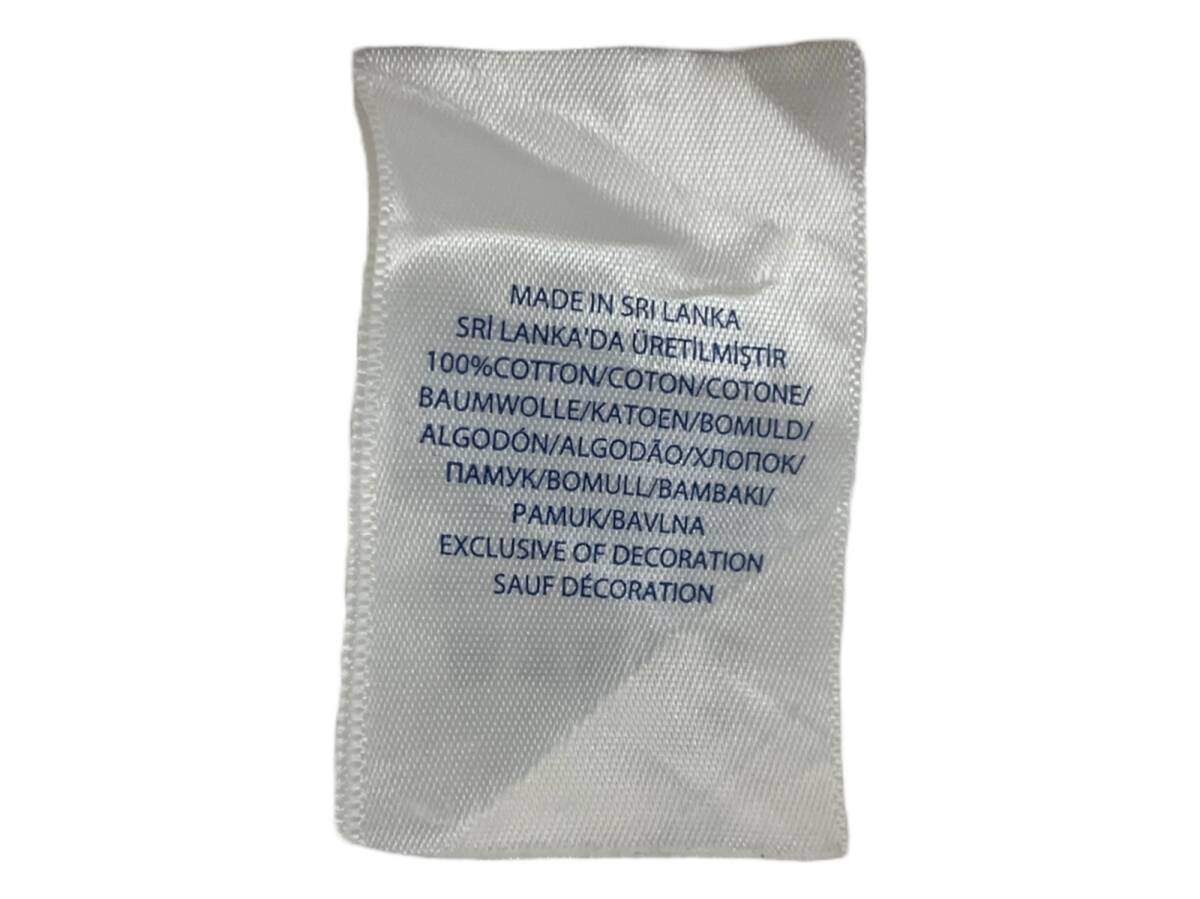 MADE IN SRI LANKA
SRİ LANKA'DA ÜRETİLMİŞTİR
100%COTTON/COTON/COTONE/
BAUMWOLLE/KATOEN/BOMULD/
ALGODÓN/ALGODÃO/ХЛОПОК/
ПАМУК/BOMULL/BAMBAKI/
PAMUK/BAVLNA
EXCLUSIVE OF DECORATION
SAUF DÉCORATION